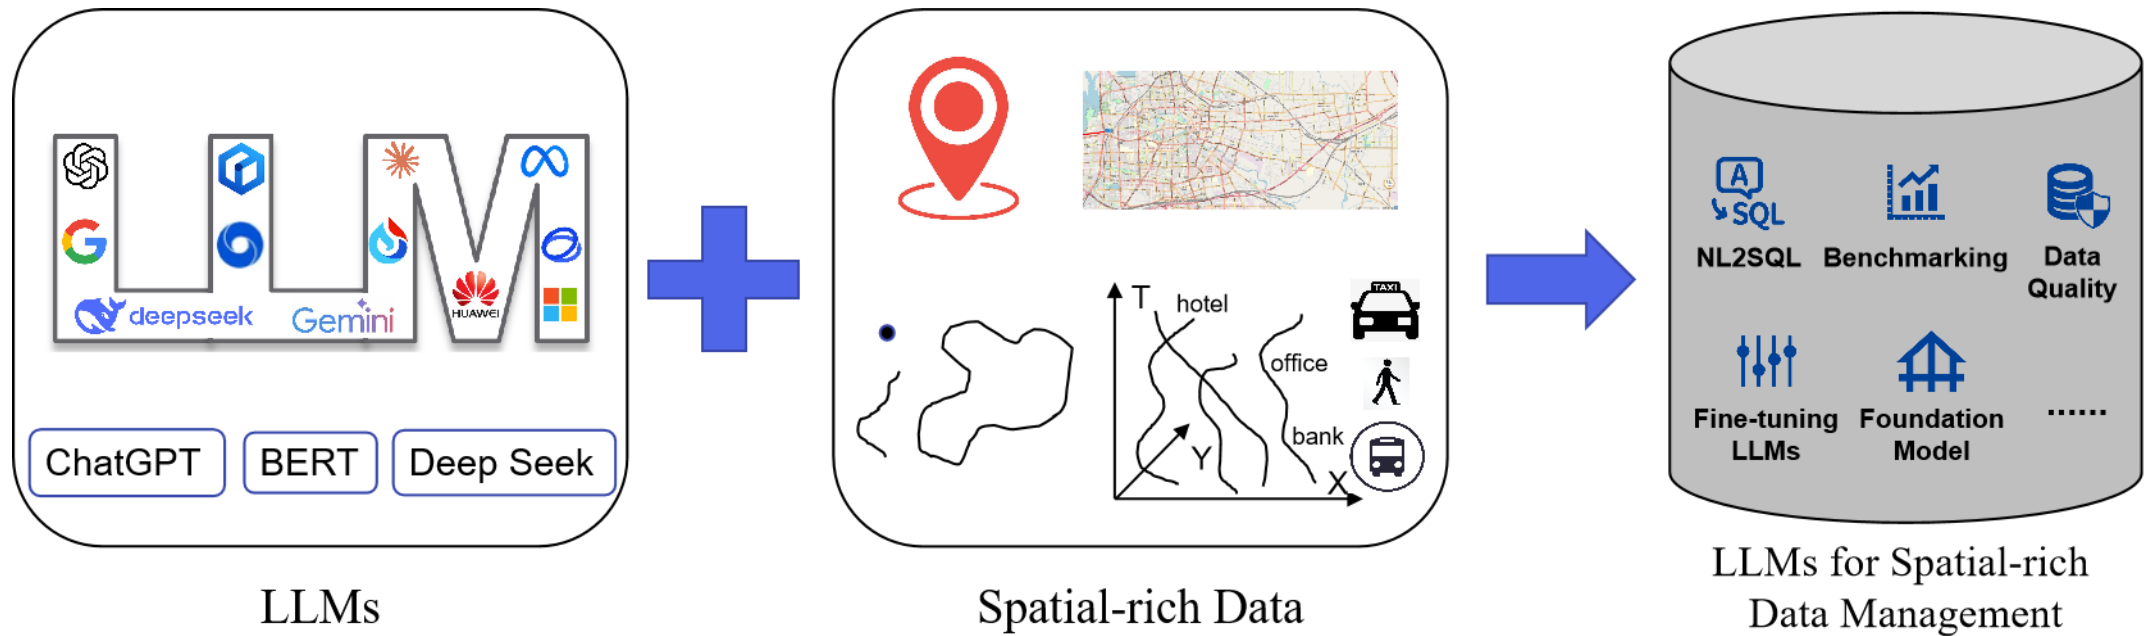 LLM
deepseek
Gemini
HUAWEI
ChatGPT
BERT
Deep Seek
LLMs
T
hotel
office
bank
Y
X
TAXI
Spatial-rich Data
A
SQL
NL2SQL
Benchmarking
Data
Quality
Fine-tuning
LLMs
Foundation
Model
......
LLMs for Spatial-rich
Data Management